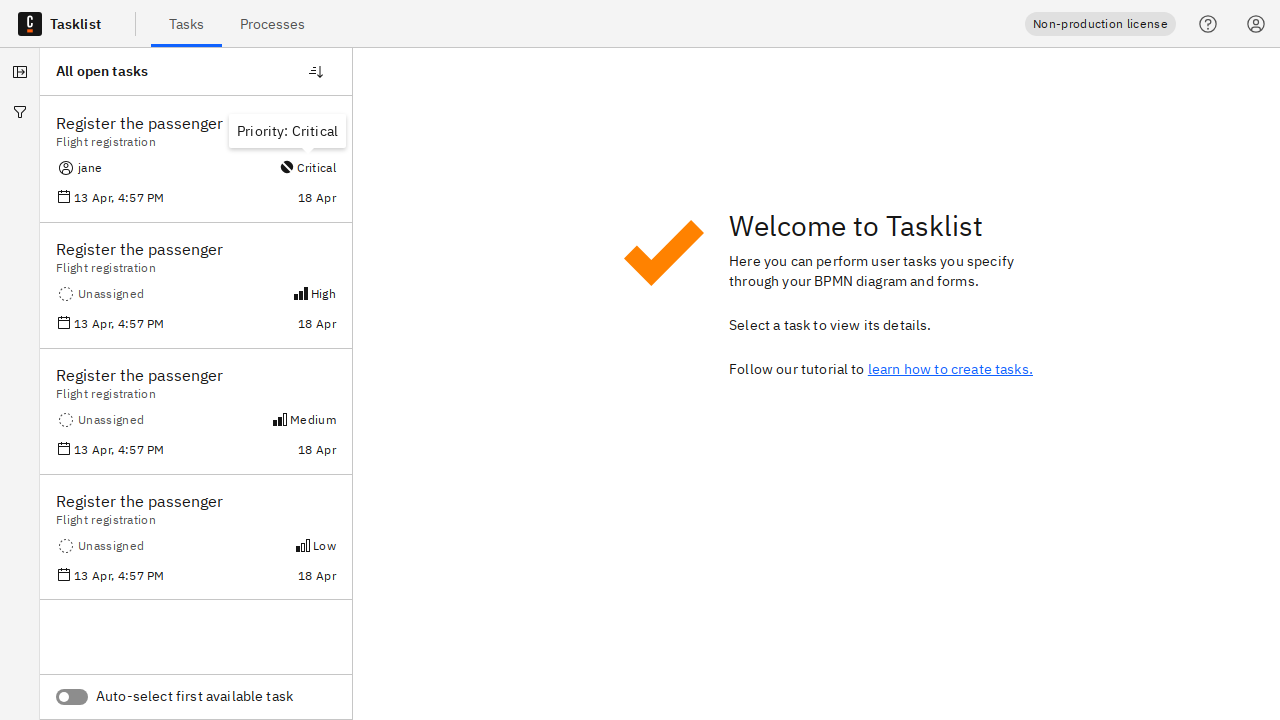 C Tasklist Tasks Processes Non-production license
All open tasks
Register the passenger
Flight registration
Priority: Critical
jane Critical
13 Apr, 4:57 PM 18 Apr
Register the passenger
Flight registration
Unassigned High
13 Apr, 4:57 PM 18 Apr
Register the passenger
Flight registration
Unassigned Medium
13 Apr, 4:57 PM 18 Apr
Register the passenger
Flight registration
Unassigned Low
13 Apr, 4:57 PM 18 Apr
Auto-select first available task
Welcome to Tasklist
Here you can perform user tasks you specify
through your BPMN diagram and forms.
Select a task to view its details.
Follow our tutorial to learn how to create tasks.